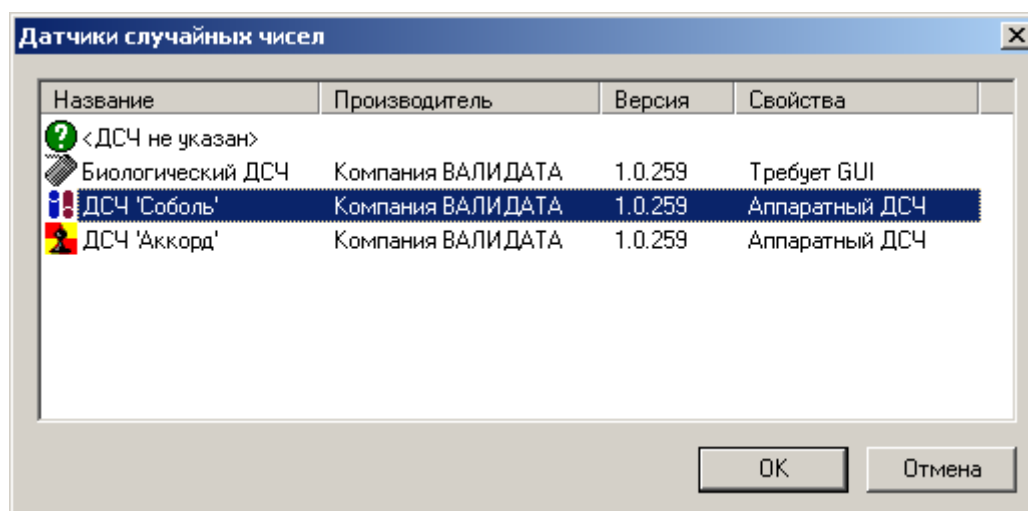 Датчики случайных чисел
Название Производитель Версия Свойства
<ДСЧ не указан>
Биологический ДСЧ Компания ВАЛИДАТА 1.0.259 Требует GUI
ДСЧ 'Соболь' Компания ВАЛИДАТА 1.0.259 Аппаратный ДСЧ
ДСЧ 'Аккорд' Компания ВАЛИДАТА 1.0.259 Аппаратный ДСЧ
OK Отмена